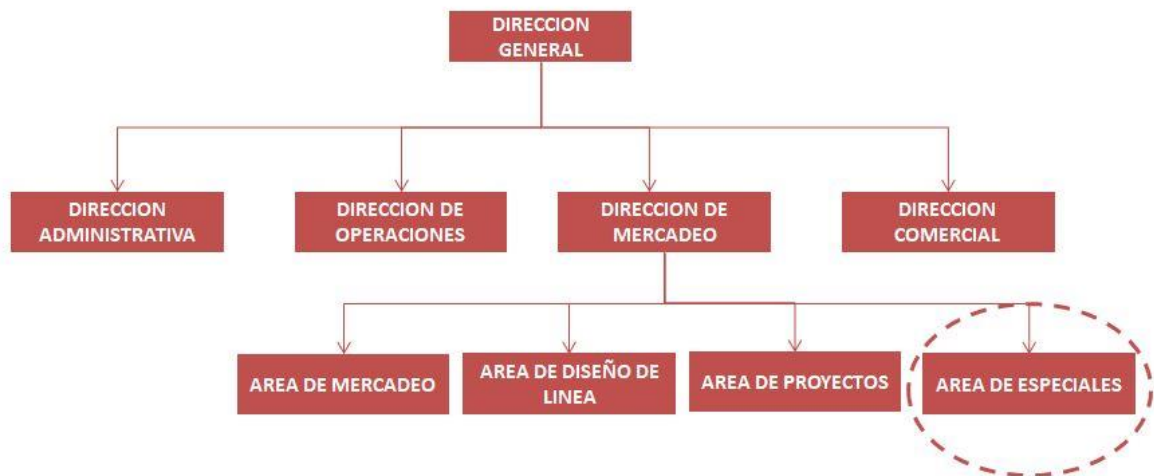 DIRECCION
GENERAL
DIRECCION
ADMINISTRATIVA
DIRECCION DE
OPERACIONES
DIRECCION DE
MERCADEO
DIRECCION
COMERCIAL
AREA DE MERCADEO
AREA DE DISEÑO DE
LINEA
AREA DE PROYECTOS
AREA DE ESPECIALES